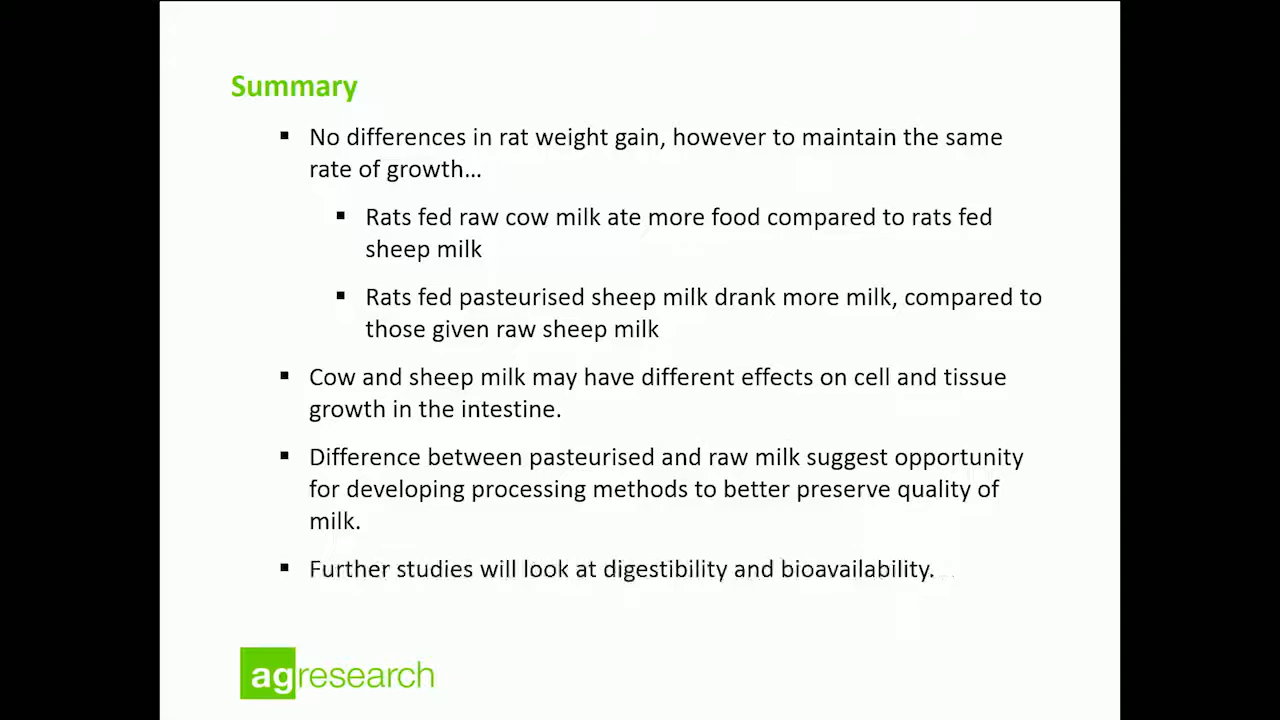 Summary
▪ No differences in rat weight gain, however to maintain the same
rate of growth…
▪ Rats fed raw cow milk ate more food compared to rats fed
sheep milk
▪ Rats fed pasteurised sheep milk drank more milk, compared to
those given raw sheep milk
▪ Cow and sheep milk may have different effects on cell and tissue
growth in the intestine.
▪ Difference between pasteurised and raw milk suggest opportunity
for developing processing methods to better preserve quality of
milk.
▪ Further studies will look at digestibility and bioavailability.
agresearch